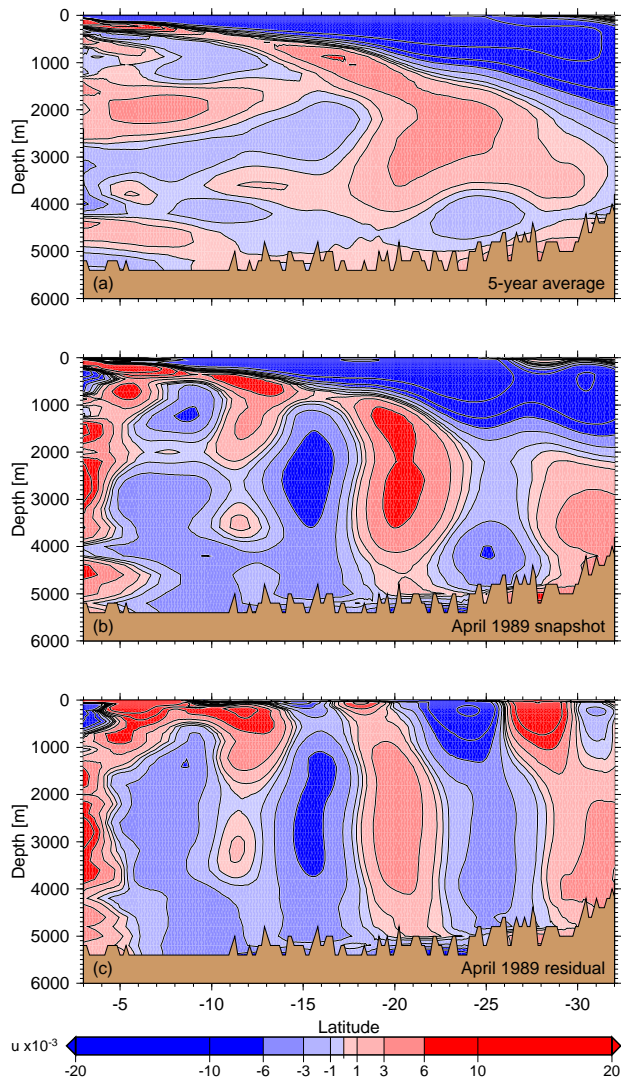 0
1000
2000
3000
4000
5000
6000
Depth [m]
(a)
5-year average
0
1000
2000
3000
4000
5000
6000
Depth [m]
(b)
April 1989 snapshot
0
1000
2000
3000
4000
5000
6000
Depth [m]
(c)
April 1989 residual
-5 -10 -15 -20 -25 -30
Latitude
u x10-3
-20 -10 -6 -3 -1 1 3 6 10 20